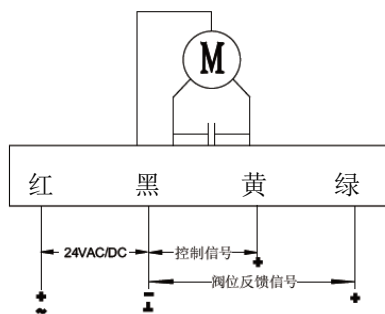 M
红 黑 黄 绿
24VAC/DC 控制信号
+
阀位反馈信号
+ - +
~ ⊥